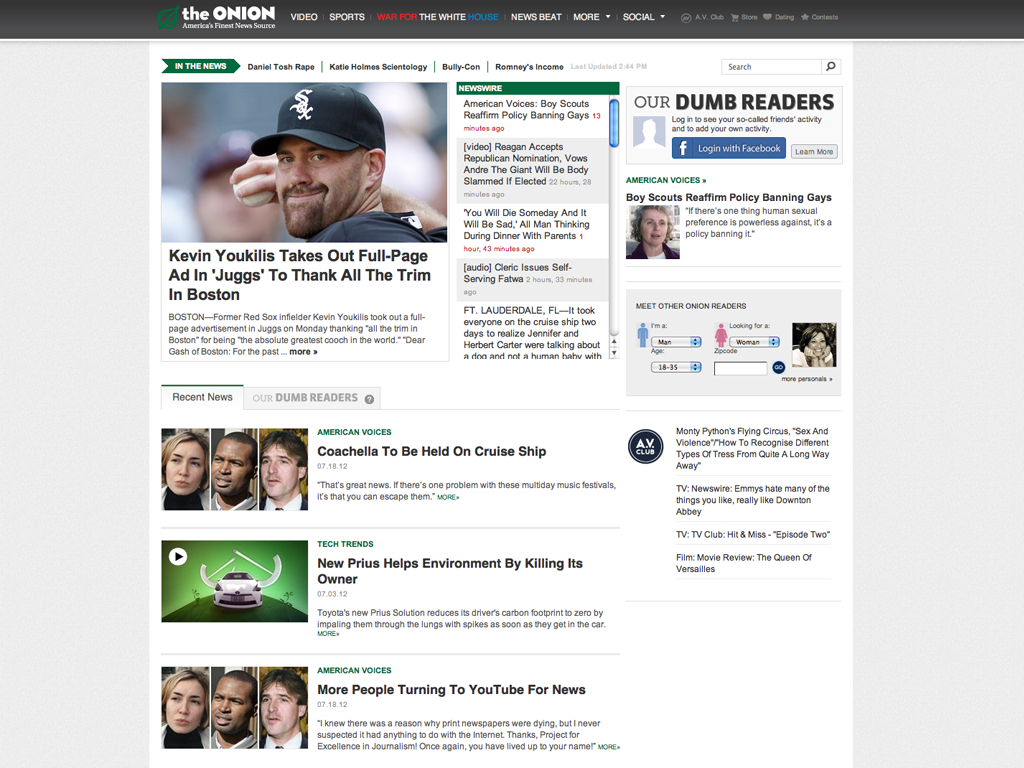 the ONION
America's Finest News Source
VIDEO
SPORTS
WAR FOR THE WHITE HOUSE
NEWS BEAT
MORE
SOCIAL
A.V. Club
Store
Dating
Contests
IN THE NEWS
Daniel Tosh Rape
Katie Holmes Scientology
Bully-Con
Romney's Income
Last Updated 2:44 PM
Search
Kevin Youkilis Takes Out Full-Page
Ad In 'Juggs' To Thank All The Trim
In Boston
BOSTON—Former Red Sox infielder Kevin Youkilis took out a full-
page advertisement in Juggs on Monday thanking "all the trim in
Boston" for being "the absolute greatest cooch in the world." "Dear
Gash of Boston: For the past ... more »
NEWSWIRE
American Voices: Boy Scouts
Reaffirm Policy Banning Gays 13
minutes ago
[video] Reagan Accepts
Republican Nomination, Vows
Andre The Giant Will Be Body
Slammed If Elected 22 hours, 28
minutes ago
'You Will Die Someday And It
Will Be Sad,' All Man Thinking
During Dinner With Parents 1
hour, 43 minutes ago
[audio] Cleric Issues Self-
Serving Fatwa 2 hours, 33 minutes
ago
FT. LAUDERDALE, FL—It took
everyone on the cruise ship two
days to realize Jennifer and
Herbert Carter were talking about
a dog and not a human baby with
OUR DUMB READERS
Log in to see your so-called friends' activity
and to add your own activity.
f Login with Facebook
Learn More
AMERICAN VOICES »
Boy Scouts Reaffirm Policy Banning Gays
"If there's one thing human sexual
preference is powerless against, it's a
policy banning it."
MEET OTHER ONION READERS
I'm a:
Man
Looking for a:
Woman
Age:
18-35
Zipcode
GO
more personals »
A.V.
CLUB
Monty Python's Flying Circus, "Sex And
Violence"/"How To Recognise Different
Types Of Tress From Quite A Long Way
Away"
TV: Newswire: Emmys hate many of the
things you like, really like Downton
Abbey
TV: TV Club: Hit & Miss - "Episode Two"
Film: Movie Review: The Queen Of
Versailles
Recent News
OUR DUMB READERS ?
AMERICAN VOICES
Coachella To Be Held On Cruise Ship
07.18.12
"That's great news. If there's one problem with these multiday music festivals,
it's that you can escape them." MORE»
TECH TRENDS
New Prius Helps Environment By Killing Its
Owner
07.03.12
Toyota's new Prius Solution reduces its driver's carbon footprint to zero by
impaling them through the lungs with spikes as soon as they get in the car.
MORE»
AMERICAN VOICES
More People Turning To YouTube For News
07.18.12
"I knew there was a reason why print newspapers were dying, but I never
suspected it had anything to do with the Internet. Thanks, Project for
Excellence in Journalism! Once again, you have lived up to your name!" MORE»